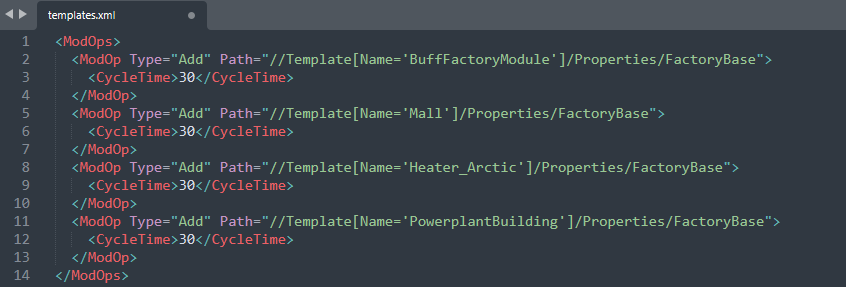 templates.xml
1 <ModOps>
2 <ModOp Type="Add" Path="//Template[Name='BuffFactoryModule']/Properties/FactoryBase">
3 <CycleTime>30</CycleTime>
4 </ModOp>
5 <ModOp Type="Add" Path="//Template[Name='Mall']/Properties/FactoryBase">
6 <CycleTime>30</CycleTime>
7 </ModOp>
8 <ModOp Type="Add" Path="//Template[Name='Heater_Arctic']/Properties/FactoryBase">
9 <CycleTime>30</CycleTime>
10 </ModOp>
11 <ModOp Type="Add" Path="//Template[Name='PowerplantBuilding']/Properties/FactoryBase">
12 <CycleTime>30</CycleTime>
13 </ModOp>
14 </ModOps>